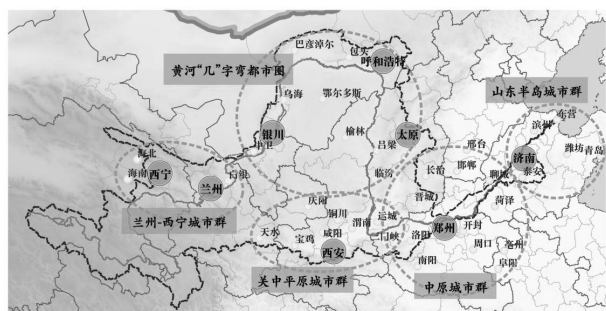 巴彦淖尔
包头
呼和浩特
黄河“几”字弯都市圈
乌海
鄂尔多斯
山东半岛城市群
东营
滨州
银川
中卫
榆林
吕梁
太原
邢台
济南
潍坊
青岛
海北
西宁
海南
兰州
白银
长治
邯郸
聊城
泰安
临汾
晋城
菏泽
兰州-西宁城市群
庆阳
铜川
渭南
运城
天水
宝鸡
咸阳
西安
三门峡
洛阳
郑州
开封
周口
亳州
南阳
阜阳
关中平原城市群
中原城市群